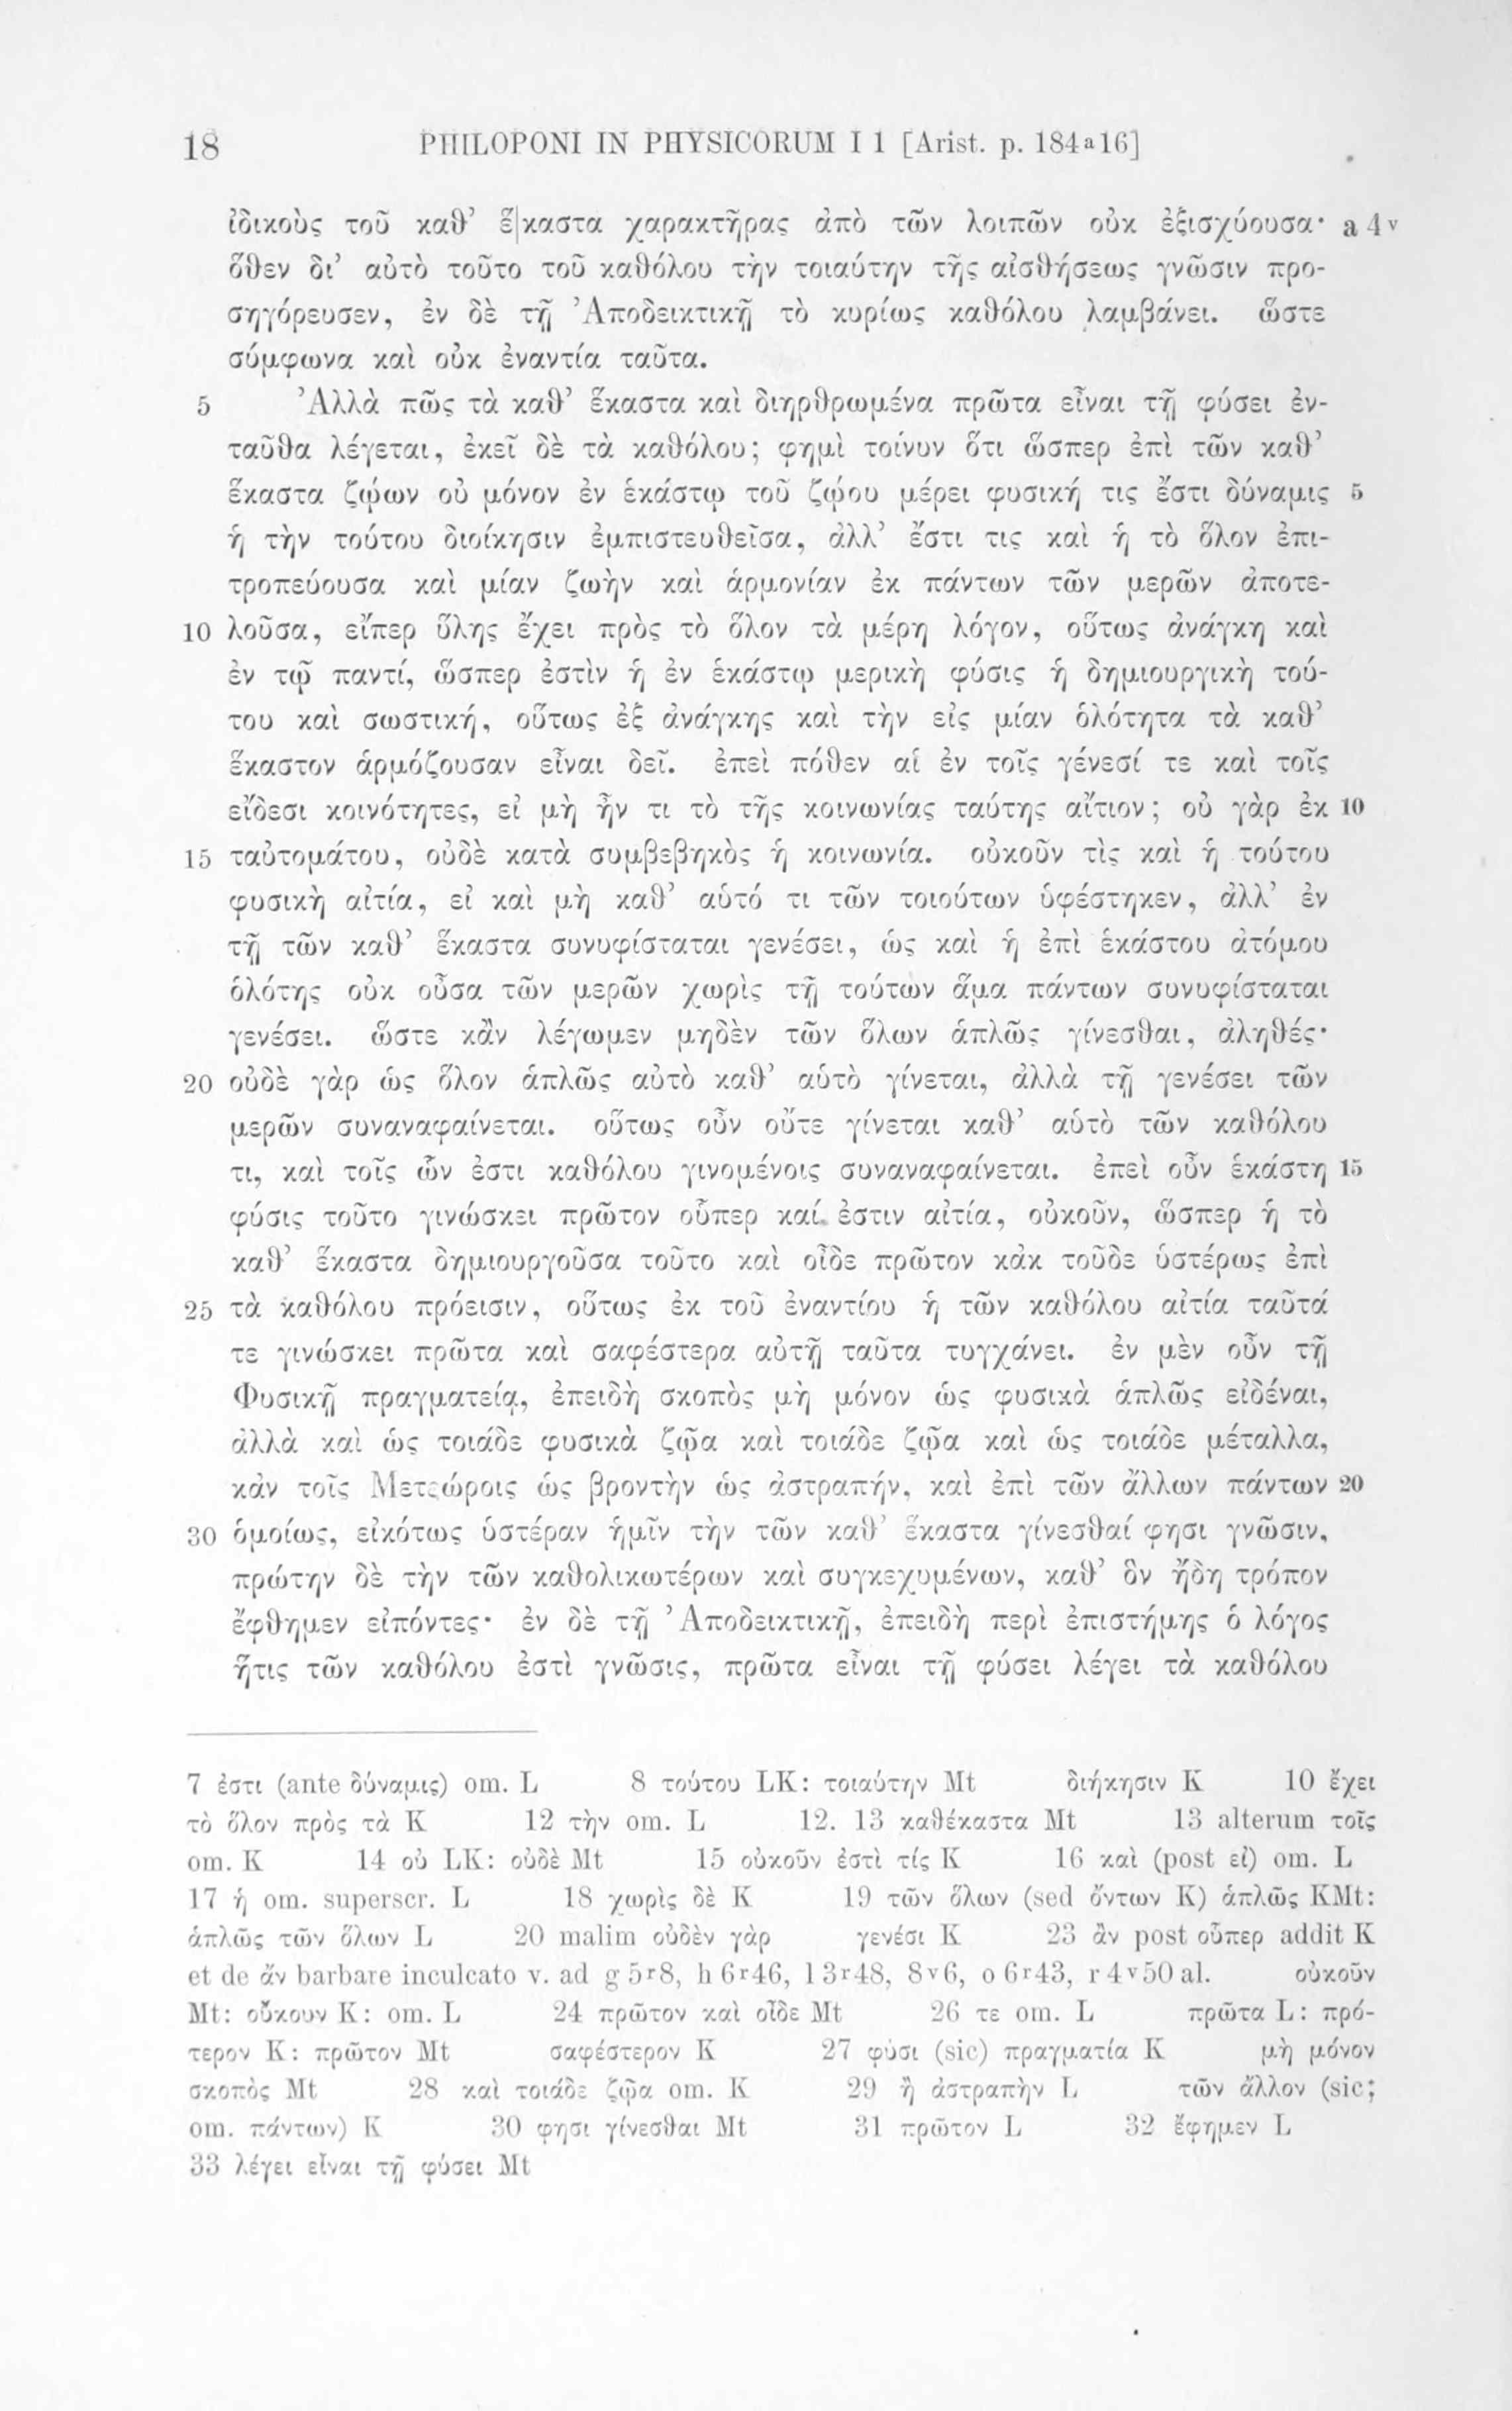 18 PHILOPONI IN PHYSICORUM I 1 [Arist. p. 184a16]
ἰδικοὺς τοῦ καθ’ ἕ|καστα χαρακτῆρας ἀπὸ τῶν λοιπῶν οὐκ ἐξισχύουσα· a 4v
ὅθεν δι’ αὐτὸ τοῦτο τοῦ καθόλου τὴν τοιαύτην τῆς αἰσθήσεως γνῶσιν προ-
σηγόρευσεν, ἐν δὲ τῇ Ἀποδεικτικῇ τὸ κυρίως καθόλου λαμβάνει. ὥστε
σύμφωνα καὶ οὐκ ἐναντία ταῦτα.
5 Ἀλλὰ πῶς τὰ καθ’ ἕκαστα καὶ διηρθρωμένα πρῶτα εἶναι τῇ φύσει ἐν-
ταῦθα λέγεται, ἐκεῖ δὲ τὰ καθόλου; φημὶ τοίνυν ὅτι ὥσπερ ἐπὶ τῶν καθ’
ἕκαστα ζῴων οὐ μόνον ἐν ἑκάστῳ τοῦ ζῴου μέρει φυσική τις ἔστι δύναμις 5
ἡ τὴν τούτου διοίκησιν ἐμπιστευθεῖσα, ἀλλ’ ἔστι τις καὶ ἡ τὸ ὅλον ἐπι-
τροπεύουσα καὶ μίαν ζωὴν καὶ ἁρμονίαν ἐκ πάντων τῶν μερῶν ἀποτε-
10 λοῦσα, εἴπερ ὕλης ἔχει πρὸς τὸ ὅλον τὰ μέρη λόγον, οὕτως ἀνάγκη καὶ
ἐν τῷ παντί, ὥσπερ ἐστὶν ἡ ἐν ἑκάστῳ μερικὴ φύσις ἡ δημιουργικὴ τού-
του καὶ σωστική, οὕτως ἐξ ἀνάγκης καὶ τὴν εἰς μίαν ὁλότητα τὰ καθ’
ἕκαστον ἁρμόζουσαν εἶναι δεῖ. ἐπεὶ πόθεν αἱ ἐν τοῖς γένεσί τε καὶ τοῖς
εἴδεσι κοινότητες, εἰ μὴ ἦν τι τὸ τῆς κοινωνίας ταύτης αἴτιον; οὐ γὰρ ἐκ 10
15 ταὐτομάτου, οὐδὲ κατὰ συμβεβηκὸς ἡ κοινωνία. οὐκοῦν τὶς καὶ ἡ τούτου
φυσικὴ αἰτία, εἰ καὶ μὴ καθ’ αὑτό τι τῶν τοιούτων ὑφέστηκεν, ἀλλ’ ἐν
τῇ τῶν καθ’ ἕκαστα συνυφίσταται γενέσει, ὡς καὶ ἡ ἐπὶ ἑκάστου ἀτόμου
ὁλότης οὐκ οὖσα τῶν μερῶν χωρὶς τῇ τούτων ἅμα πάντων συνυφίσταται
γενέσει. ὥστε κἂν λέγωμεν μηδὲν τῶν ὅλων ἁπλῶς γίνεσθαι, ἀληθές·
20 οὐδὲ γὰρ ὡς ὅλον ἁπλῶς αὐτὸ καθ’ αὑτὸ γίνεται, ἀλλὰ τῇ γενέσει τῶν
μερῶν συναναφαίνεται. οὕτως οὖν οὔτε γίνεται καθ’ αὑτὸ τῶν καθόλου
τι, καὶ τοῖς ὧν ἐστι καθόλου γινομένοις συναναφαίνεται. ἐπεὶ οὖν ἑκάστη 15
φύσις τοῦτο γινώσκει πρῶτον οὗπερ καί ἐστιν αἰτία, οὐκοῦν, ὥσπερ ἡ τὸ
καθ’ ἕκαστα δημιουργοῦσα τοῦτο καὶ οἶδε πρῶτον κἀκ τοῦδε ὑστέρως ἐπὶ
25 τὰ καθόλου πρόεισιν, οὕτως ἐκ τοῦ ἐναντίου ἡ τῶν καθόλου αἰτία ταῦτά
τε γινώσκει πρῶτα καὶ σαφέστερα αὐτῇ ταῦτα τυγχάνει. ἐν μὲν οὖν τῇ
Φυσικῇ πραγματείᾳ, ἐπειδὴ σκοπὸς μὴ μόνον ὡς φυσικὰ ἁπλῶς εἰδέναι,
ἀλλὰ καὶ ὡς τοιάδε φυσικὰ ζῷα καὶ τοιάδε ζῷα καὶ ὡς τοιάδε μέταλλα,
κἀν τοῖς Μετεώροις ὡς βροντὴν ὡς ἀστραπήν, καὶ ἐπὶ τῶν ἄλλων πάντων 20
30 ὁμοίως, εἰκότως ὑστέραν ἡμῖν τὴν τῶν καθ’ ἕκαστα γίνεσθαί φησι γνῶσιν,
πρώτην δὲ τὴν τῶν καθολικωτέρων καὶ συγκεχυμένων, καθ’ ὃν ἤδη τρόπον
ἔφθημεν εἰπόντες· ἐν δὲ τῇ Ἀποδεικτικῇ, ἐπειδὴ περὶ ἐπιστήμης ὁ λόγος
ἥτις τῶν καθόλου ἐστὶ γνῶσις, πρῶτα εἶναι τῇ φύσει λέγει τὰ καθόλου
7 ἐστι (ante δύναμις) om. L 8 τούτου LK: τοιαύτην Mt διήκησιν K 10 ἔχει
τὸ ὅλον πρὸς τὰ K 12 τὴν om. L 12. 13 καθέκαστα Mt 13 alterum τοῖς
om. K 14 οὐ LK: οὐδὲ Mt 15 οὐκοῦν ἐστὶ τίς K 16 καὶ (post εἰ) om. L
17 ἡ om. superscr. L 18 χωρὶς δὲ K 19 τῶν ὅλων (sed ὄντων K) ἁπλῶς KMt:
ἁπλῶς τῶν ὅλων L 20 malim οὐδὲν γὰρ γενέσι K 23 ἂν post οὗπερ addit K
et de ἄν barbare inculcato v. ad g 5r8, h 6r46, l 3r48, 8v6, o 6r43, r 4v50 al. οὐκοῦν
Mt: οὔκουν K: om. L 24 πρῶτον καὶ οἶδε Mt 26 τε om. L πρῶτα L: πρό-
τερον K: πρῶτον Mt σαφέστερον K 27 φύσι (sic) πραγματία K μὴ μόνον
σκοπὸς Mt 28 καὶ τοιάδε ζῷα om. K 29 ἢ ἀστραπὴν L τῶν ἄλλον (sic;
om. πάντων) K 30 φησι γίνεσθαι Mt 31 πρῶτον L 32 ἔφημεν L
33 λέγει εἶναι τῇ φύσει Mt